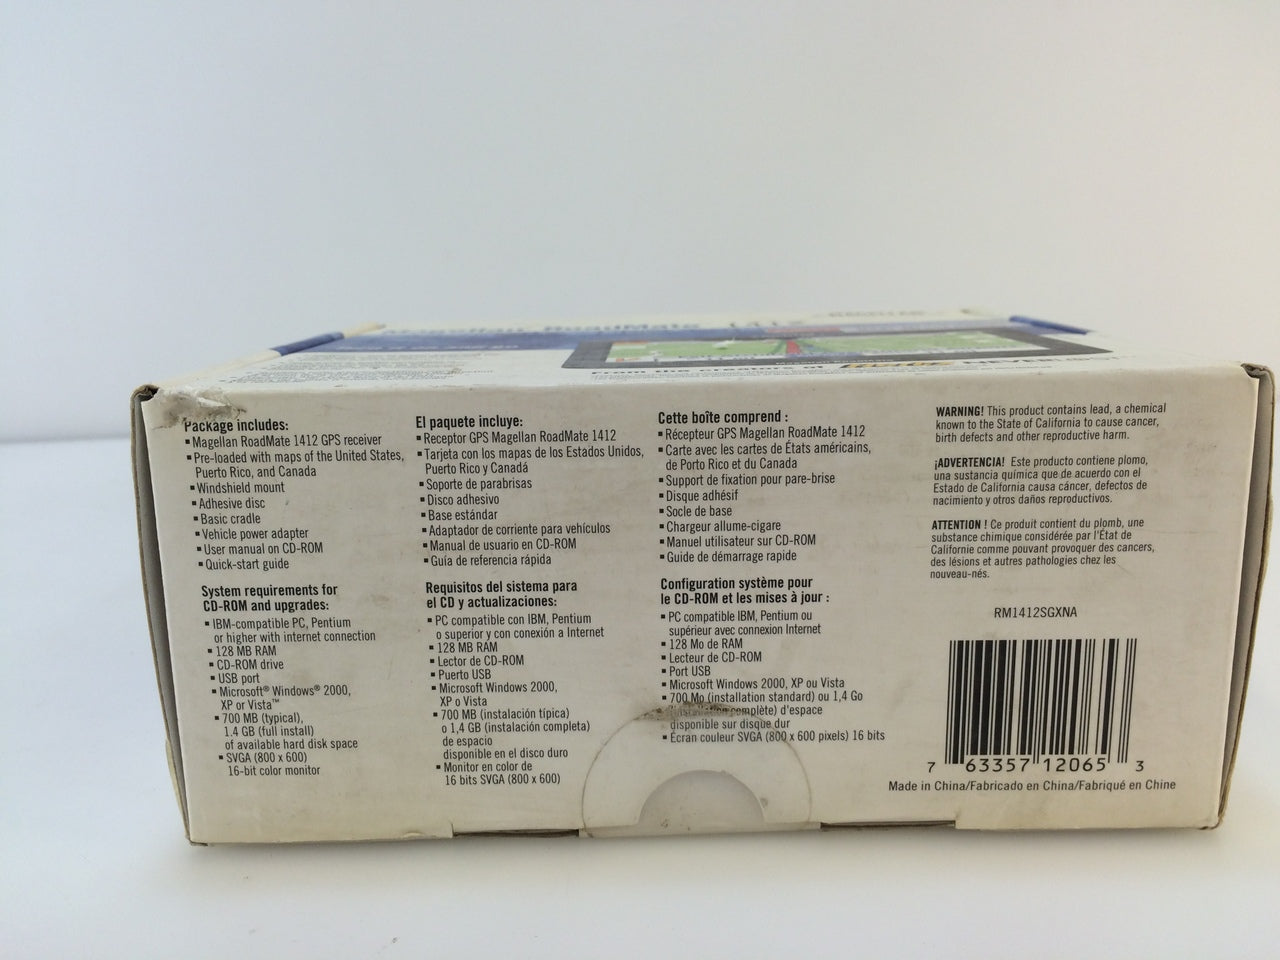 Magellan RoadMate 1412
From the creators of
NEVERLOST
Package includes:
▪ Magellan RoadMate 1412 GPS receiver
▪ Pre-loaded with maps of the United States,
Puerto Rico, and Canada
▪ Windshield mount
▪ Adhesive disc
▪ Basic cradle
▪ Vehicle power adapter
▪ User manual on CD-ROM
▪ Quick-start guide
System requirements for
CD-ROM and upgrades:
▪ IBM-compatible PC, Pentium
or higher with internet connection
▪ 128 MB RAM
▪ CD-ROM drive
▪ USB port
▪ Microsoft® Windows® 2000,
XP or Vista™
▪ 700 MB (typical),
1.4 GB (full install)
of available hard disk space
▪ SVGA (800 x 600)
16-bit color monitor
El paquete incluye:
▪ Receptor GPS Magellan RoadMate 1412
▪ Tarjeta con los mapas de los Estados Unidos,
Puerto Rico y Canadá
▪ Soporte de parabrisas
▪ Disco adhesivo
▪ Base estándar
▪ Adaptador de corriente para vehículos
▪ Manual de usuario en CD-ROM
▪ Guía de referencia rápida
Requisitos del sistema para
el CD y actualizaciones:
▪ PC compatible con IBM, Pentium
o superior y con conexión a Internet
▪ 128 MB RAM
▪ Lector de CD-ROM
▪ Puerto USB
▪ Microsoft Windows 2000,
XP o Vista
▪ 700 MB (instalación típica)
o 1,4 GB (instalación completa)
de espacio
disponible en el disco duro
▪ Monitor en color de
16 bits SVGA (800 x 600)
Cette boîte comprend :
▪ Récepteur GPS Magellan RoadMate 1412
▪ Carte avec les cartes de États américains,
de Porto Rico et du Canada
▪ Support de fixation pour pare-brise
▪ Disque adhésif
▪ Socle de base
▪ Chargeur allume-cigare
▪ Manuel utilisateur sur CD-ROM
▪ Guide de démarrage rapide
Configuration système pour
le CD-ROM et les mises à jour :
▪ PC compatible IBM, Pentium ou
supérieur avec connexion Internet
▪ 128 Mo de RAM
▪ Lecteur de CD-ROM
▪ Port USB
▪ Microsoft Windows 2000, XP ou Vista
▪ 700 Mo (installation standard) ou 1,4 Go
(installation complète) d'espace
disponible sur disque dur
▪ Écran couleur SVGA (800 x 600 pixels) 16 bits
WARNING! This product contains lead, a chemical
known to the State of California to cause cancer,
birth defects and other reproductive harm.
¡ADVERTENCIA! Este producto contiene plomo,
una sustancia química que de acuerdo con el
Estado de California causa cáncer, defectos de
nacimiento y otros daños reproductivos.
ATTENTION ! Ce produit contient du plomb, une
substance chimique considérée par l'État de
Californie comme pouvant provoquer des cancers,
des lésions et autres pathologies chez les
nouveau-nés.
RM1412SGXNA
7 63357 12065 3
Made in China/Fabricado en China/Fabriqué en Chine